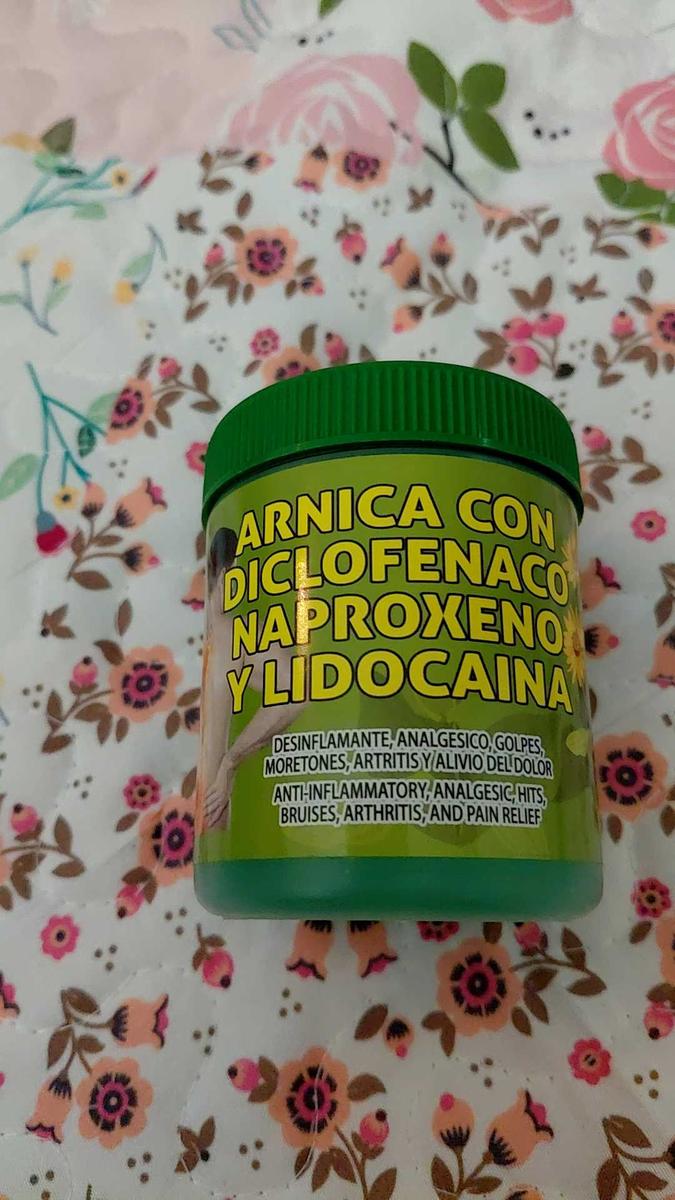 ARNICA CON
DICLOFENACO
NAPROXENO
Y LIDOCAINA
DESINFLAMANTE, ANALGESICO, GOLPES,
MORETONES, ARTRITIS Y ALIVIO DEL DOLOR
ANTI-INFLAMMATORY, ANALGESIC, HITS,
BRUISES, ARTHRITIS, AND PAIN RELIEF